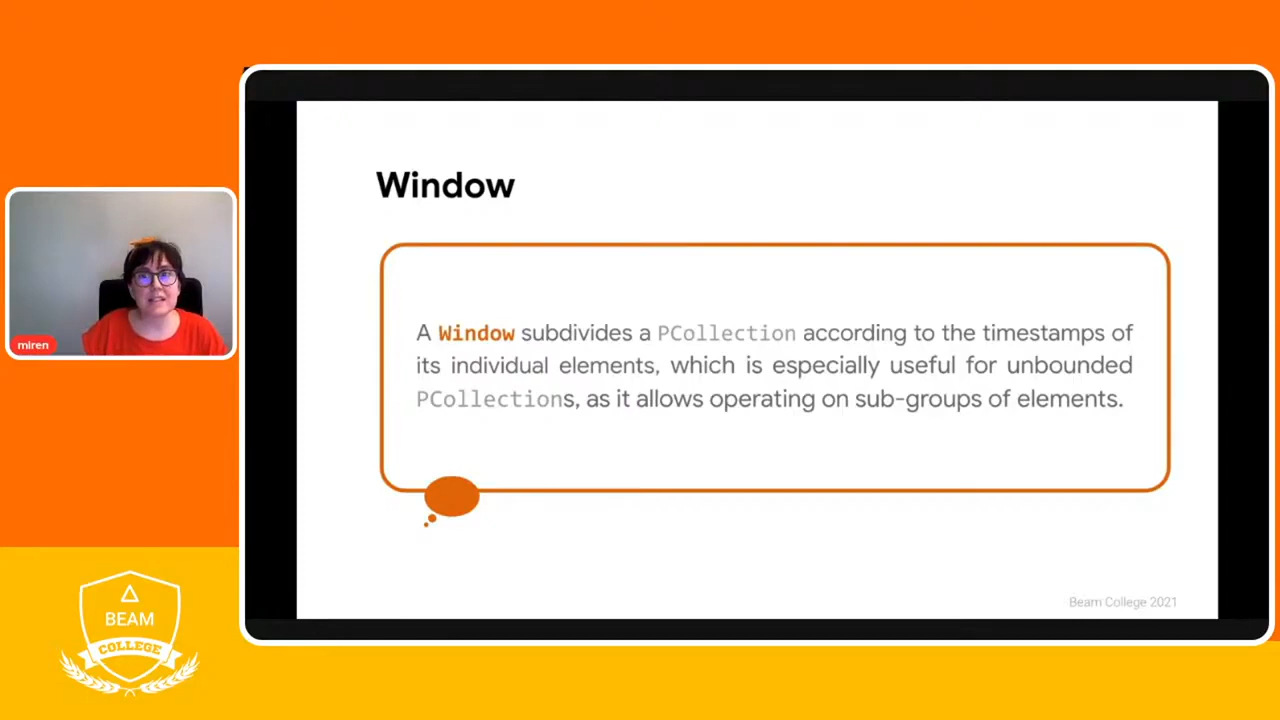 Window
A Window subdivides a PCollection according to the timestamps of
its individual elements, which is especially useful for unbounded
PCollections, as it allows operating on sub-groups of elements.
miren
BEAM
COLLEGE
Beam College 2021